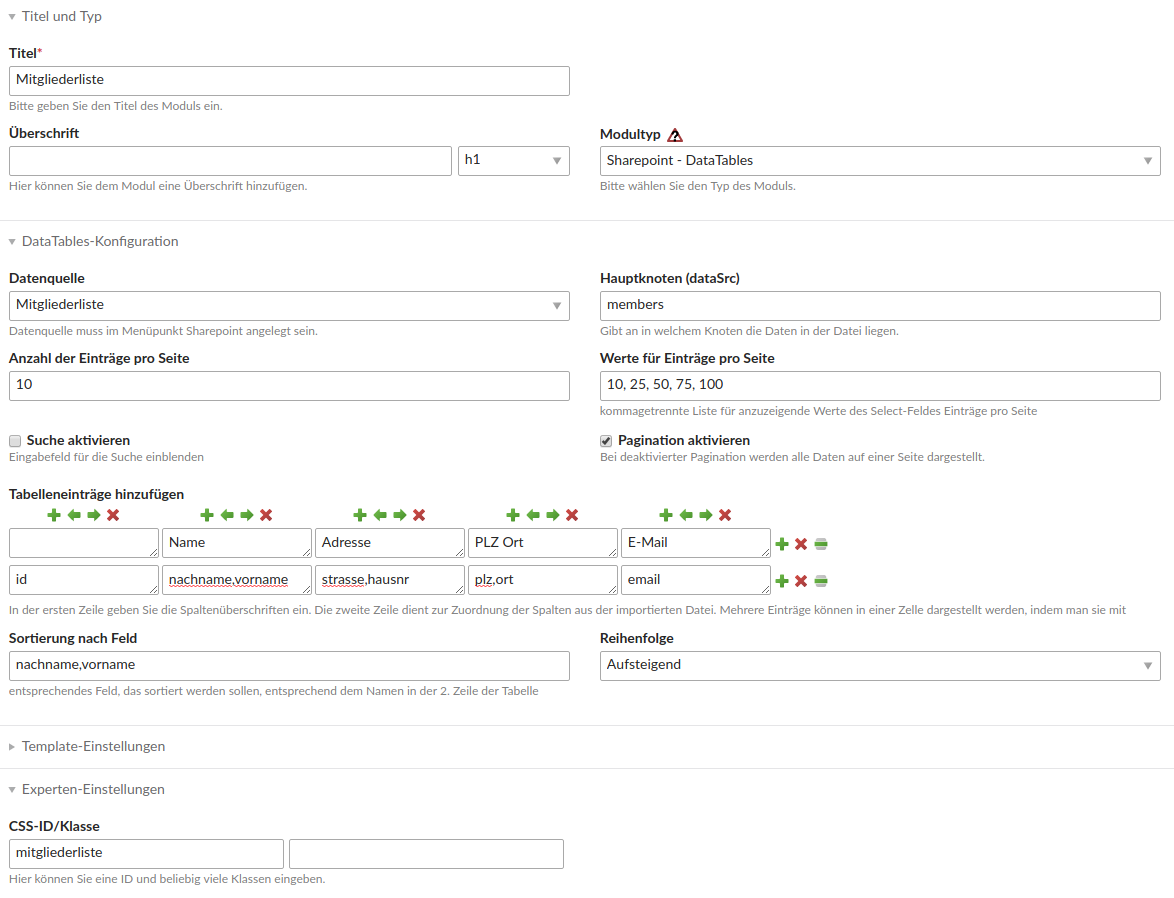 Titel und Typ
Titel*
Mitgliederliste
Bitte geben Sie den Titel des Moduls ein.
Überschrift
Modultyp
h1
Sharepoint - DataTables
Hier können Sie dem Modul eine Überschrift hinzufügen.
Bitte wählen Sie den Typ des Moduls.
DataTables-Konfiguration
Datenquelle
Hauptknoten (dataSrc)
Mitgliederliste
members
Datenquelle muss im Menüpunkt Sharepoint angelegt sein.
Gibt an in welchem Knoten die Daten in der Datei liegen.
Anzahl der Einträge pro Seite
Werte für Einträge pro Seite
10
10, 25, 50, 75, 100
kommagetrennte Liste für anzuzeigende Werte des Select-Feldes Einträge pro Seite
Suche aktivieren
Pagination aktivieren
Eingabefeld für die Suche einblenden
Bei deaktivierter Pagination werden alle Daten auf einer Seite dargestellt.
Tabelleneinträge hinzufügen
Name Adresse PLZ Ort E-Mail
id nachname,vorname strasse,hausnr plz,ort email
In der ersten Zeile geben Sie die Spaltenüberschriften ein. Die zweite Zeile dient zur Zuordnung der Spalten aus der importierten Datei. Mehrere Einträge können in einer Zelle dargestellt werden, indem man sie mit
Sortierung nach Feld
Reihenfolge
nachname,vorname
Aufsteigend
entsprechendes Feld, das sortiert werden sollen, entsprechend dem Namen in der 2. Zeile der Tabelle
Template-Einstellungen
Experten-Einstellungen
CSS-ID/Klasse
mitgliederliste
Hier können Sie eine ID und beliebig viele Klassen eingeben.